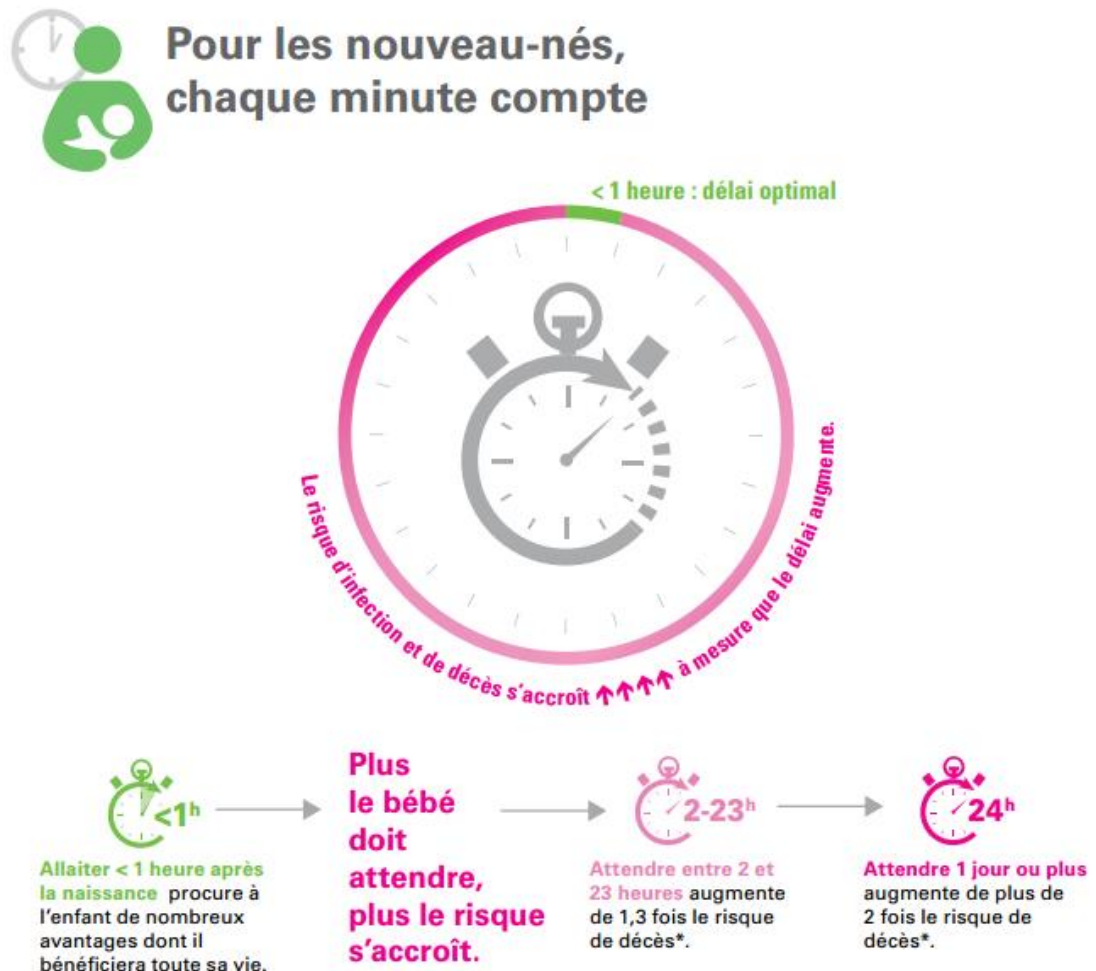 Pour les nouveau-nés,
chaque minute compte
< 1 heure : délai optimal
Le risque d'infection et de décès s'accroît ↑↑↑↑ à mesure que le délai augmente.
<1h
Allaiter < 1 heure après
la naissance procure à
l'enfant de nombreux
avantages dont il
bénéficiera toute sa vie.
Plus
le bébé
doit
attendre,
plus le risque
s'accroît.
2-23h
Attendre entre 2 et
23 heures augmente
de 1,3 fois le risque
de décès*.
24h
Attendre 1 jour ou plus
augmente de plus de
2 fois le risque de
décès*.